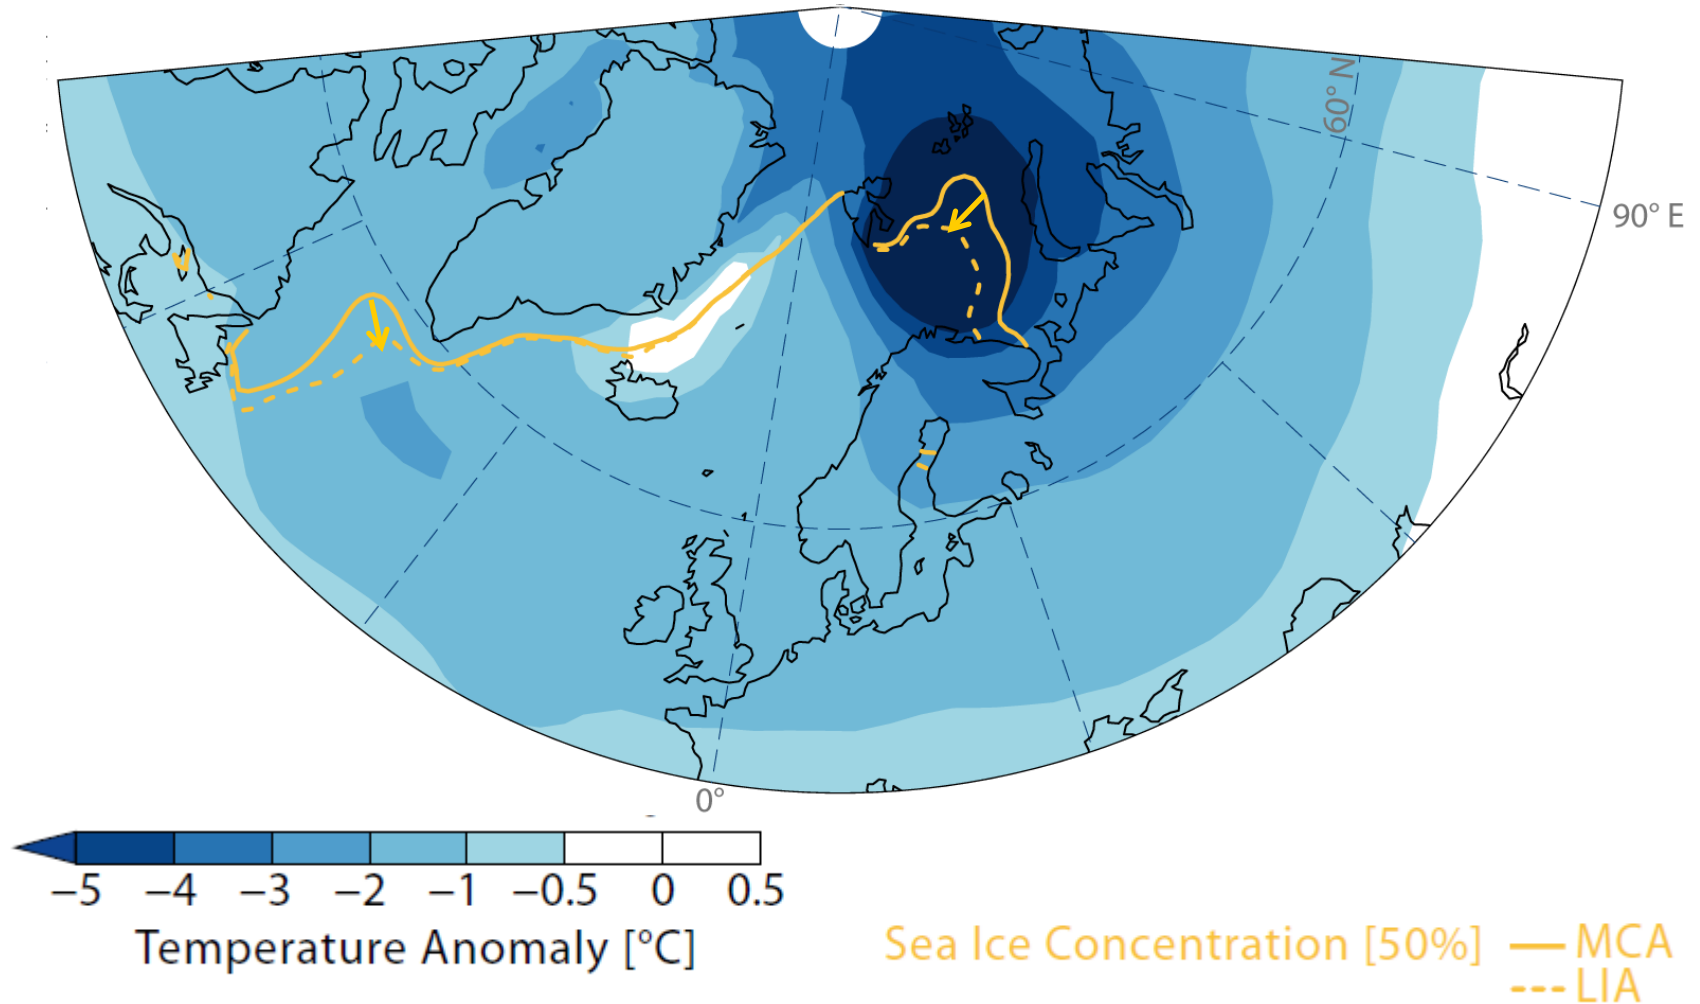 60° N
90° E
0°
−5 −4 −3 −2 −1 −0.5 0 0.5
Temperature Anomaly [°C]
Sea Ice Concentration [50%] MCA
LIA